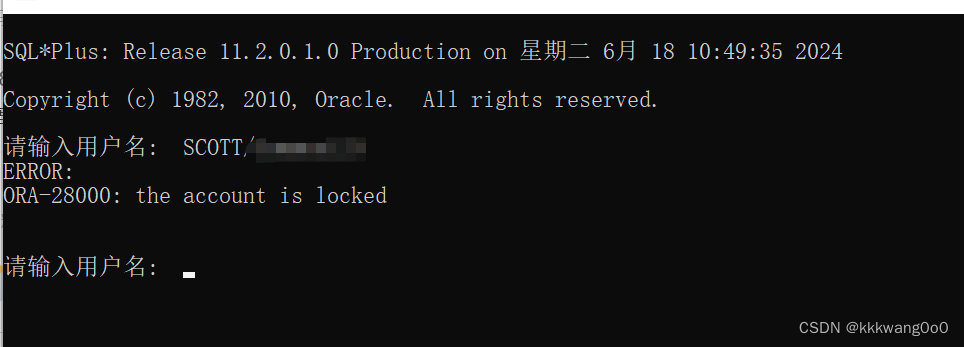 SQL*Plus: Release 11.2.0.1.0 Production on 星期二 6月 18 10:49:35 2024
Copyright (c) 1982, 2010, Oracle.  All rights reserved.
请输入用户名:  SCOTT/
ERROR:
ORA-28000: the account is locked
请输入用户名:
CSDN @kkkwang0o0